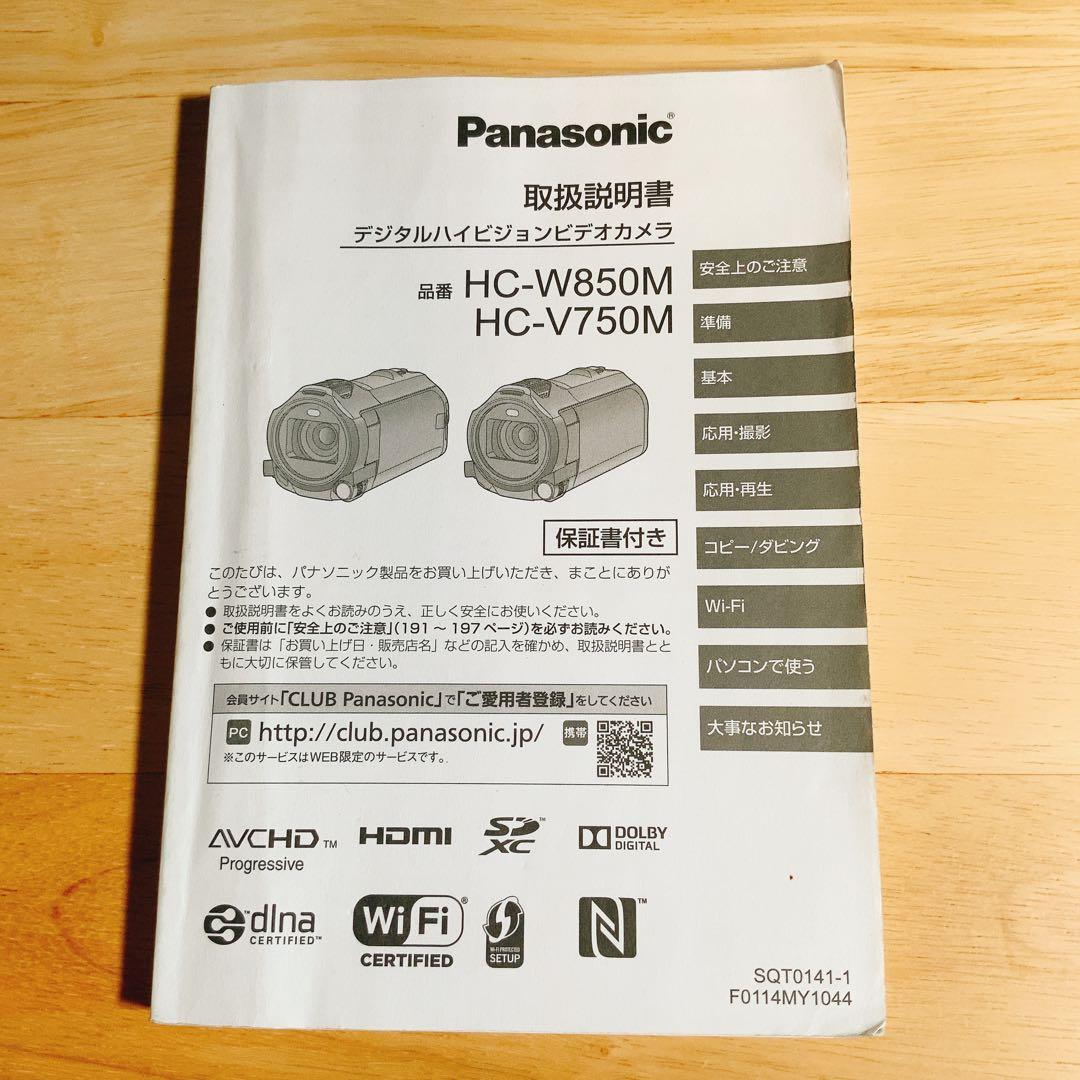 Panasonic®
取扱説明書
デジタルハイビジョンビデオカメラ
品番 HC-W850M
HC-V750M
安全上のご注意
準備
基本
応用・撮影
応用・再生
コピー/ダビング
Wi-Fi
パソコンで使う
大事なお知らせ
保証書付き
このたびは、パナソニック製品をお買い上げいただき、まことにありが
とうございます。
● 取扱説明書をよくお読みのうえ、正しく安全にお使いください。
● ご使用前に「安全上のご注意」(191 ～ 197 ページ)を必ずお読みください。
● 保証書は「お買い上げ日・販売店名」などの記入を確かめ、取扱説明書とと
もに大切に保管してください。
会員サイト「CLUB Panasonic」で「ご愛用者登録」をしてください
PC http://club.panasonic.jp/ 携帯
※このサービスはWEB限定のサービスです。
AVCHD™ HDMI SD XC™ DOLBY DIGITAL
Progressive
™dlna CERTIFIED™ WiFi® CERTIFIED WI-FI PROTECTED SETUP N™
SQT0141-1
F0114MY1044